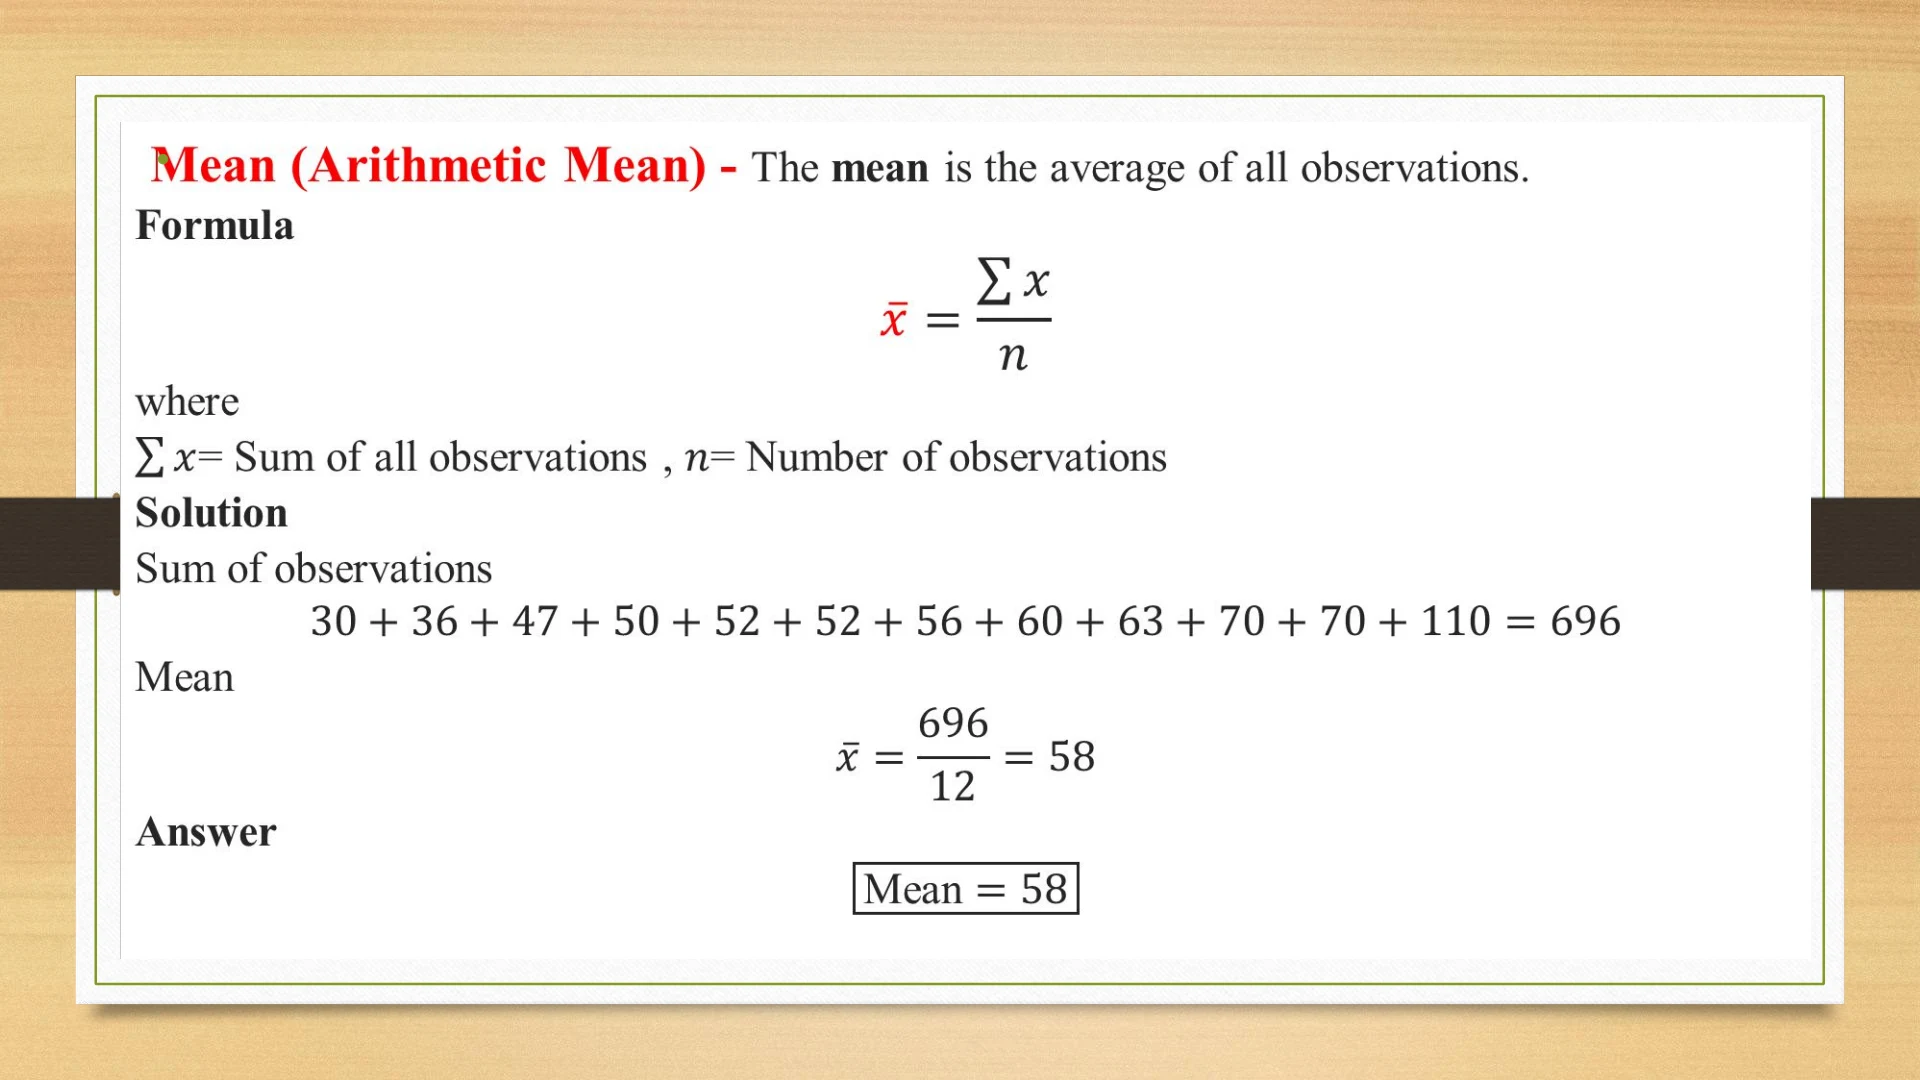 Mean (Arithmetic Mean) - The mean is the average of all observations.
Formula
x̄ = ∑ x / n
where
∑ x= Sum of all observations , n= Number of observations
Solution
Sum of observations
30 + 36 + 47 + 50 + 52 + 52 + 56 + 60 + 63 + 70 + 70 + 110 = 696
Mean
x̄ = 696 / 12 = 58
Answer
Mean = 58